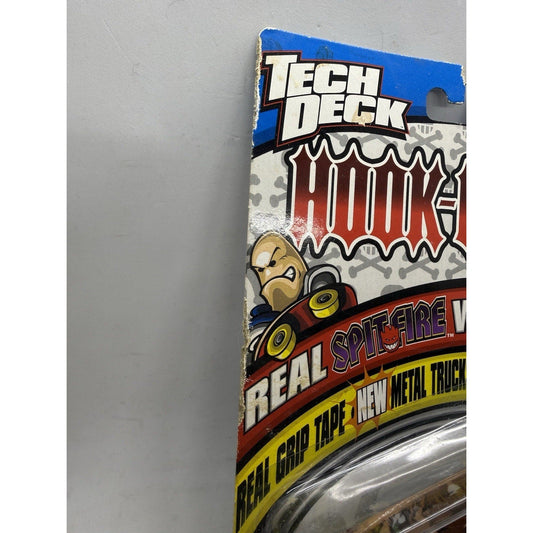 TECH
DECK
HOOK-
REAL SPITFIRE
REAL GRIP TAPE NEW METAL TRUCK